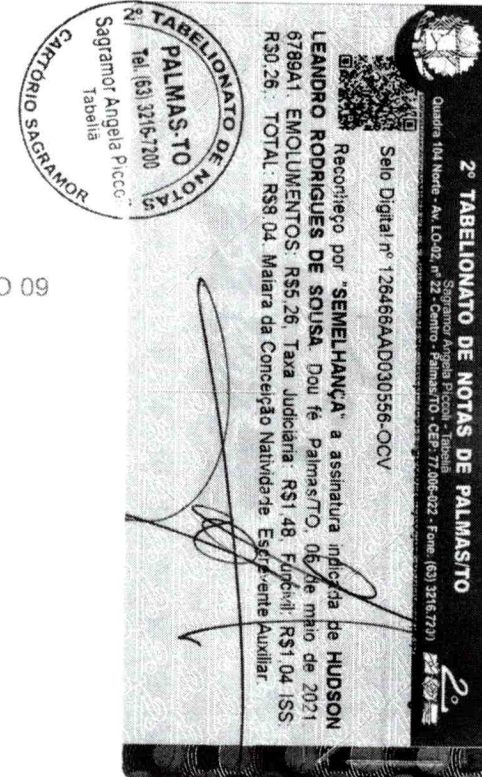 2º TABELIONATO DE NOTAS DE PALMAS/TO
Sagramor Angela Piccoli - Tabeliã
Quadra 104 Norte - Av. LO-02, nº 22 - Centro - Palmas/TO - CEP: 77.006-022 - Fone: (63) 3216.7200
2º
Selo Digital nº 126466AAD030556-OCV
Reconheço por "SEMELHANÇA" a assinatura indicada de HUDSON
LEANDRO RODRIGUES DE SOUSA. Dou fé. Palmas/TO, 06 de maio de 2021
6789A1. EMOLUMENTOS: R$5,26, Taxa Judiciária: R$1,48, Funcivil: R$1,04 ISS:
R$0,26 . TOTAL: R$8,04. Maiara da Conceição Natividade Escrevente Auxiliar.
2º TABELIONATO DE NOTAS
PALMAS-TO
Tel. (63) 3216-7200
Sagramor Angela Picco
Tabeliã
CARTÓRIO SAGRAMOR
O 09